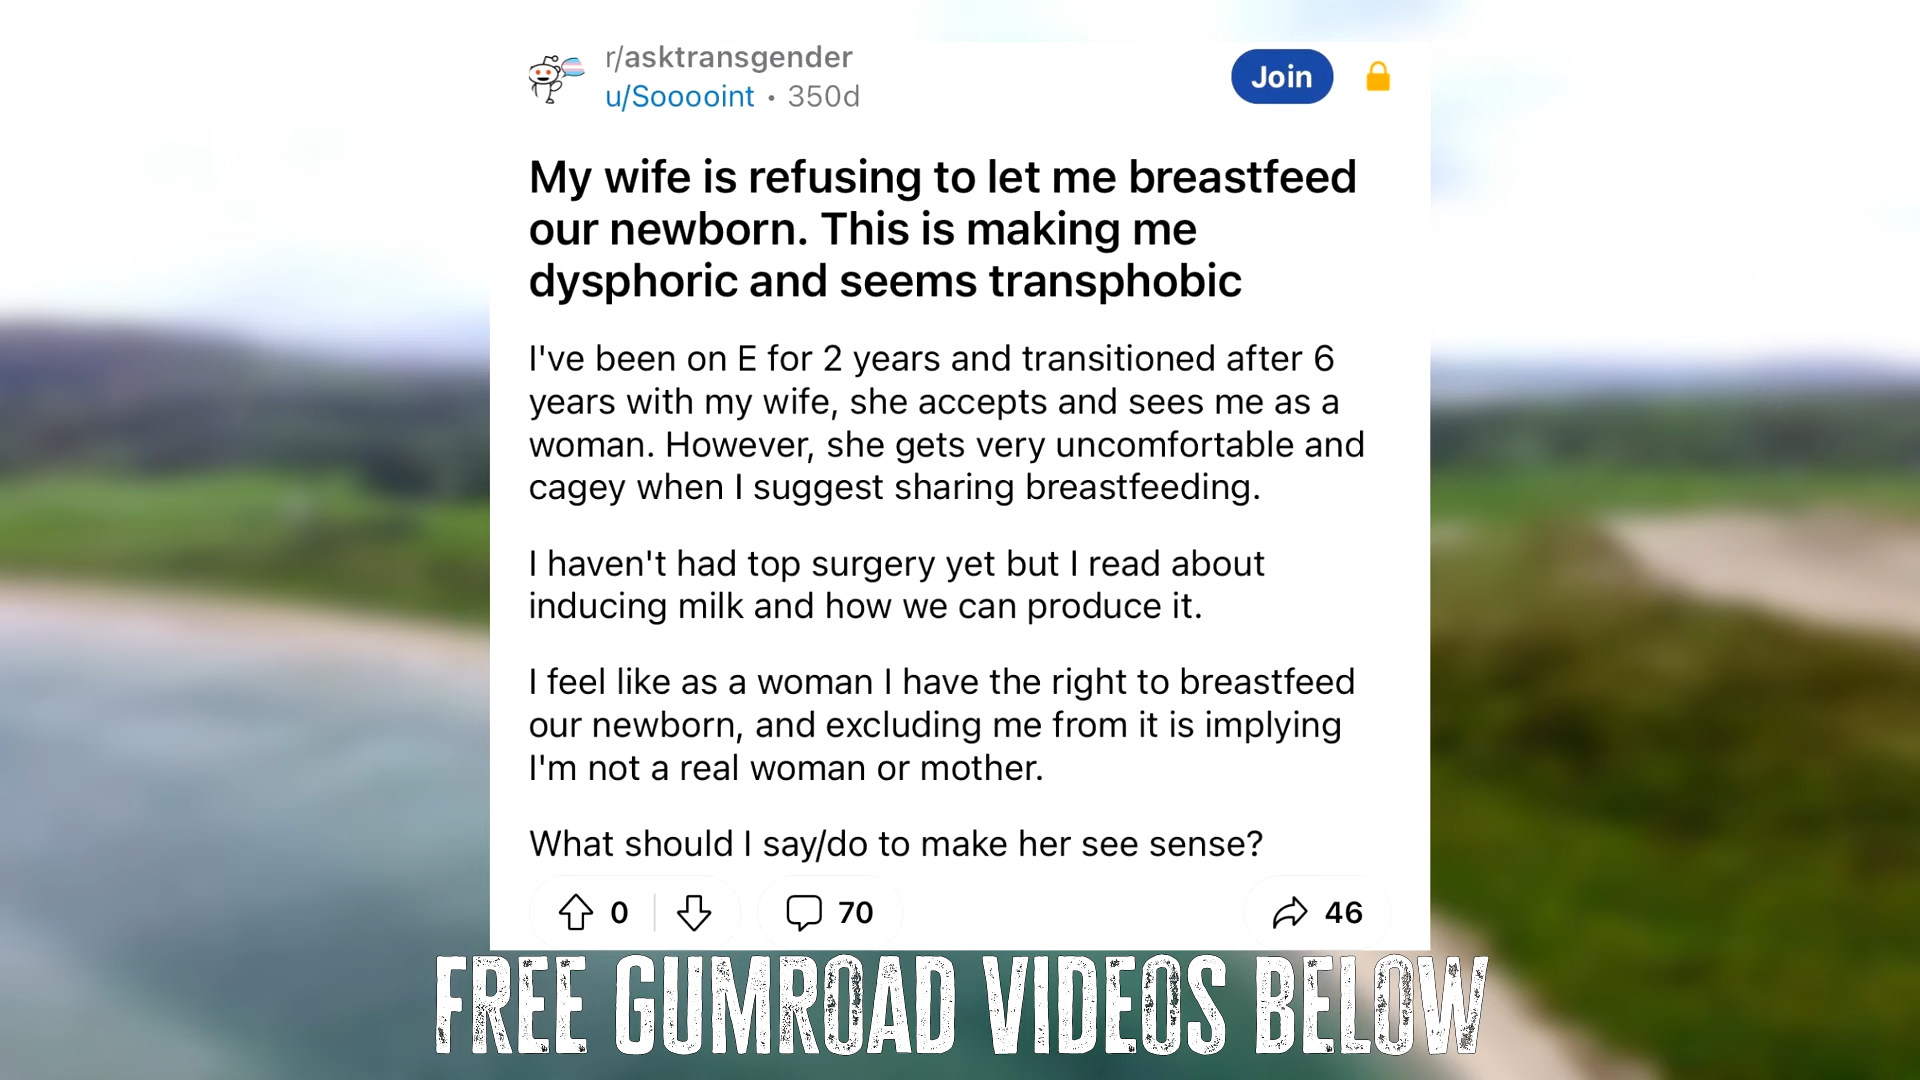 r/asktransgender
u/Sooooint • 350d
Join
My wife is refusing to let me breastfeed
our newborn. This is making me
dysphoric and seems transphobic
I've been on E for 2 years and transitioned after 6
years with my wife, she accepts and sees me as a
woman. However, she gets very uncomfortable and
cagey when I suggest sharing breastfeeding.
I haven't had top surgery yet but I read about
inducing milk and how we can produce it.
I feel like as a woman I have the right to breastfeed
our newborn, and excluding me from it is implying
I'm not a real woman or mother.
What should I say/do to make her see sense?
0
70
46
FREE GUMROAD VIDEOS BELOW